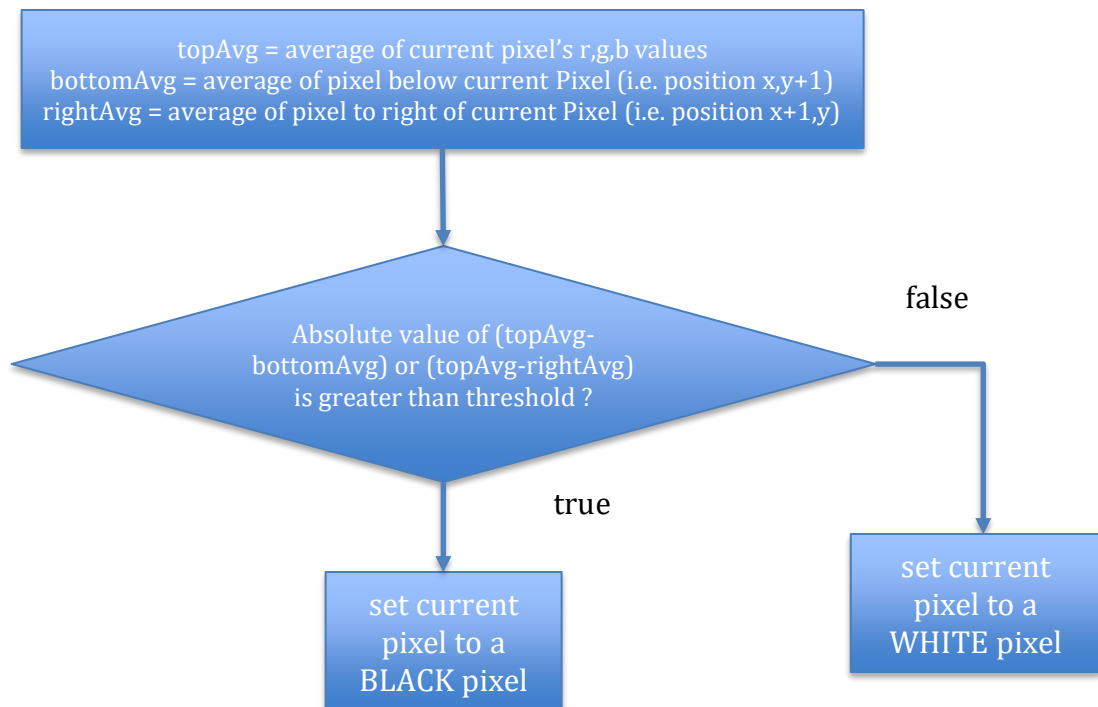 topAvg = average of current pixel’s r,g,b values
bottomAvg = average of pixel below current Pixel (i.e. position x,y+1)
rightAvg = average of pixel to right of current Pixel (i.e. position x+1,y)
Absolute value of (topAvg-
bottomAvg) or (topAvg-rightAvg)
is greater than threshold ?
false
true
set current
pixel to a
WHITE pixel
set current
pixel to a
BLACK pixel